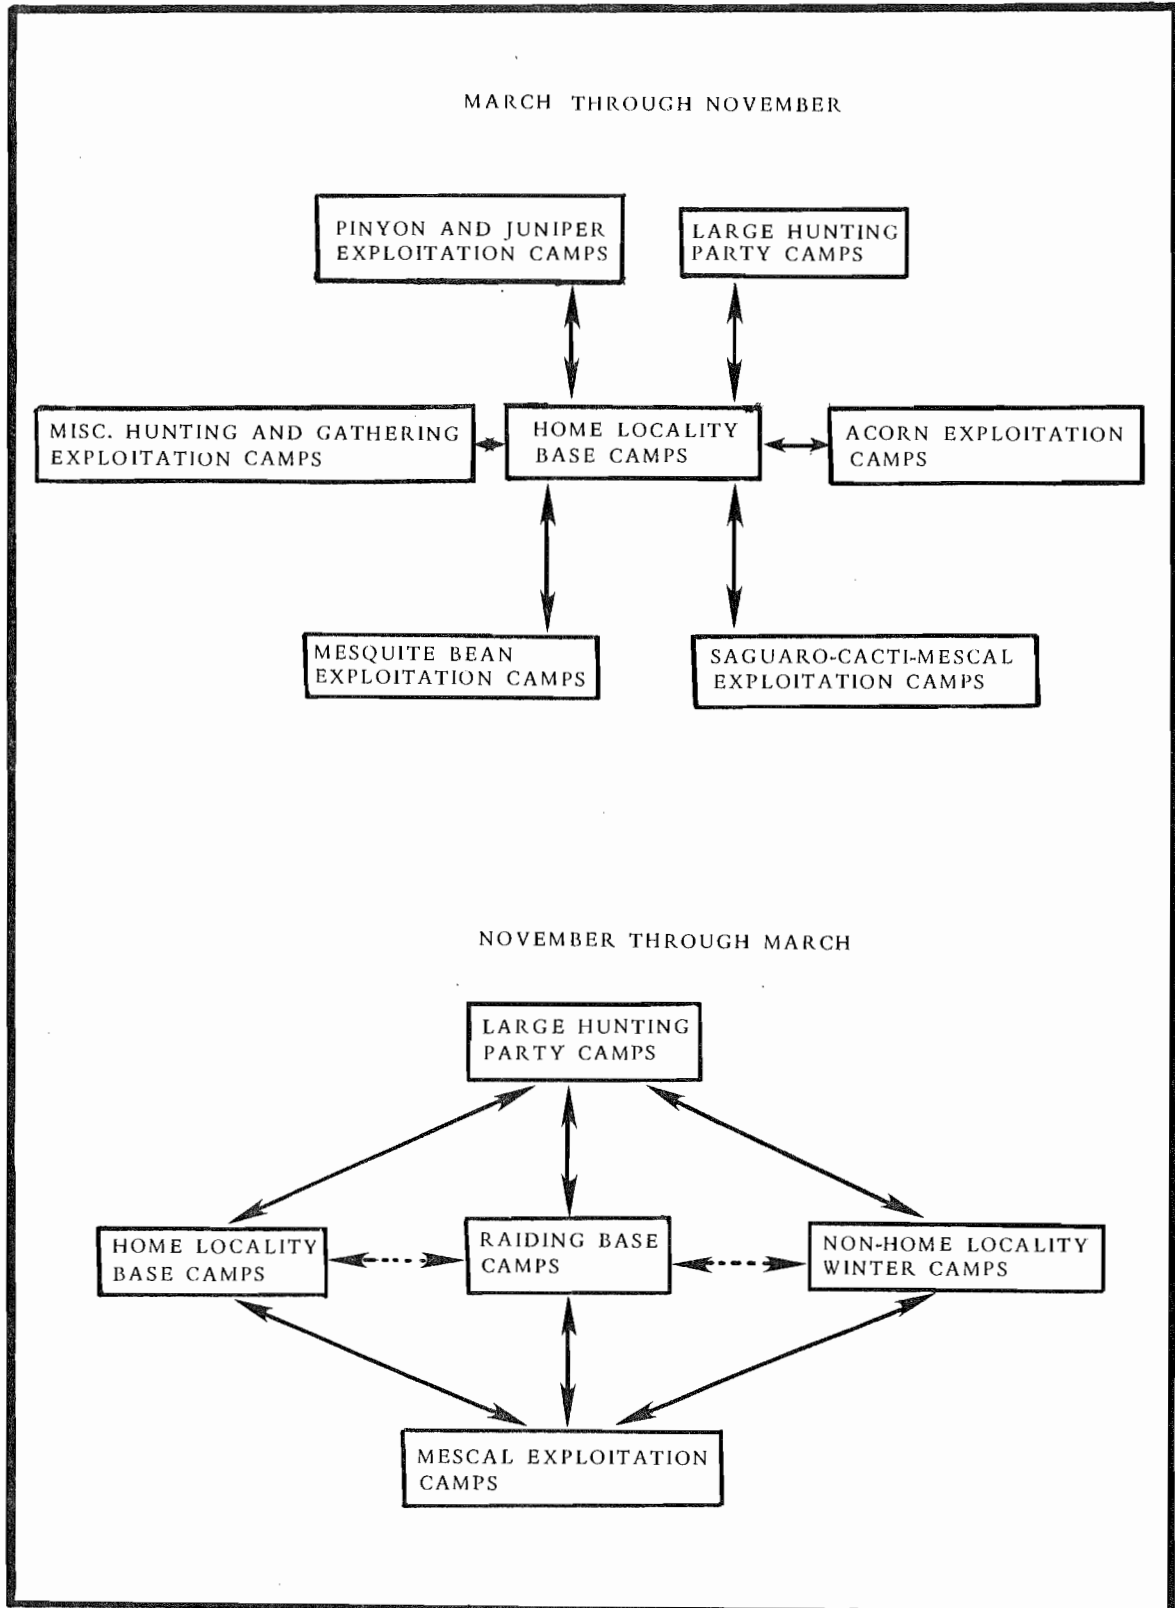 MARCH THROUGH NOVEMBER
PINYON AND JUNIPER
EXPLOITATION CAMPS
LARGE HUNTING
PARTY CAMPS
MISC. HUNTING AND GATHERING
EXPLOITATION CAMPS
HOME LOCALITY
BASE CAMPS
ACORN EXPLOITATION
CAMPS
MESQUITE BEAN
EXPLOITATION CAMPS
SAGUARO-CACTI-MESCAL
EXPLOITATION CAMPS
NOVEMBER THROUGH MARCH
LARGE HUNTING
PARTY CAMPS
HOME LOCALITY
BASE CAMPS
RAIDING BASE
CAMPS
NON-HOME LOCALITY
WINTER CAMPS
MESCAL EXPLOITATION
CAMPS